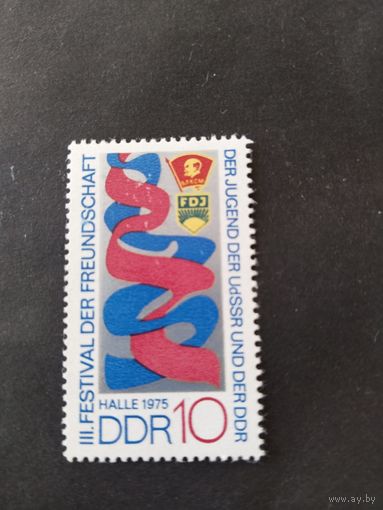 III. FESTIVAL DER FREUNDSCHAFT
DER JUGEND DER UdSSR UND DER DDR
ВЛКСМ
FDJ
HALLE 1975
DDR 10
ay.by